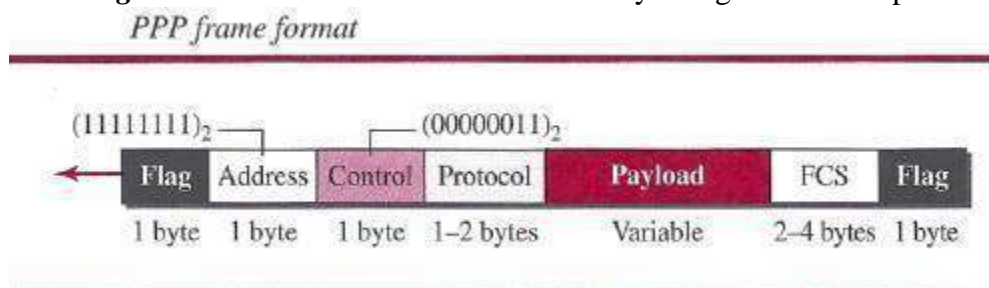 PPP frame format
(11111111)2 (00000011)2
Flag Address Control Protocol Payload FCS Flag
1 byte 1 byte 1 byte 1–2 bytes Variable 2–4 bytes 1 byte